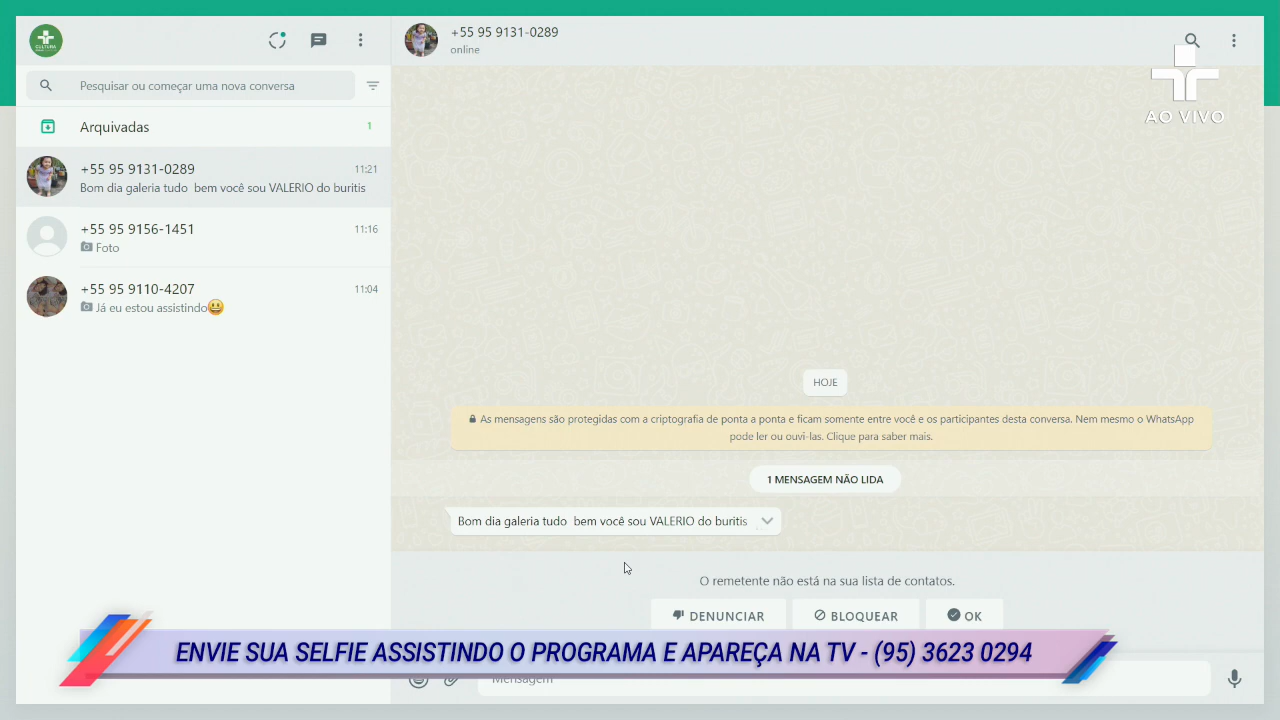 CULTURA
Pesquisar ou começar uma nova conversa
Arquivadas
1
+55 95 9131-0289
11:21
Bom dia galeria tudo  bem você sou VALERIO do buritis
+55 95 9156-1451
11:16
Foto
+55 95 9110-4207
11:04
Já eu estou assistindo😃
+55 95 9131-0289
online
AO VIVO
HOJE
As mensagens são protegidas com a criptografia de ponta a ponta e ficam somente entre você e os participantes desta conversa. Nem mesmo o WhatsApp
pode ler ou ouvi-las. Clique para saber mais.
1 MENSAGEM NÃO LIDA
Bom dia galeria tudo  bem você sou VALERIO do buritis
O remetente não está na sua lista de contatos.
DENUNCIAR
BLOQUEAR
OK
ENVIE SUA SELFIE ASSISTINDO O PROGRAMA E APAREÇA NA TV - (95) 3623 0294
Mensagem